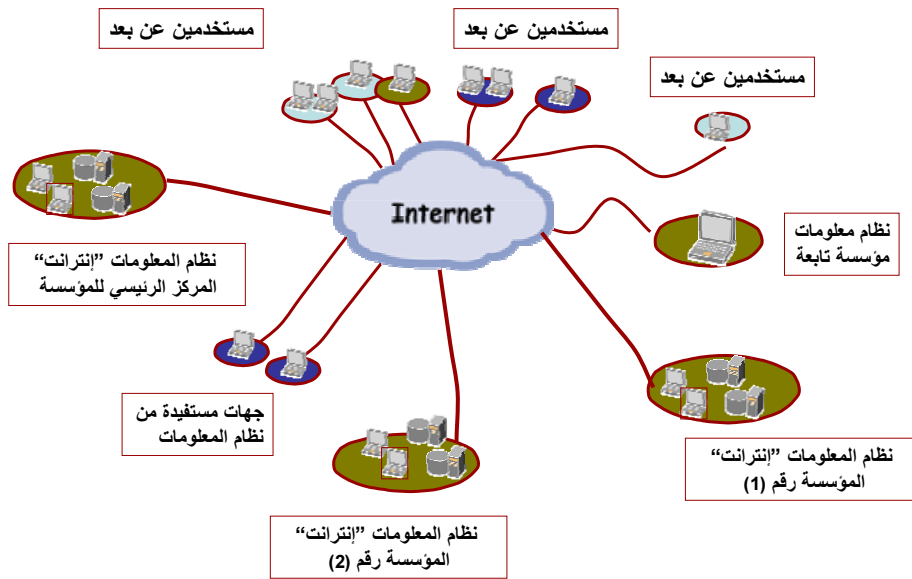 مستخدمين عن بعد
مستخدمين عن بعد
مستخدمين عن بعد
Internet
نظام معلومات
مؤسسة تابعة
نظام المعلومات ”إنترانت“
المركز الرئيسي للمؤسسة
جهات مستفيدة من
نظام المعلومات
نظام المعلومات ”إنترانت“
المؤسسة رقم (1)
نظام المعلومات ”إنترانت“
المؤسسة رقم (2)